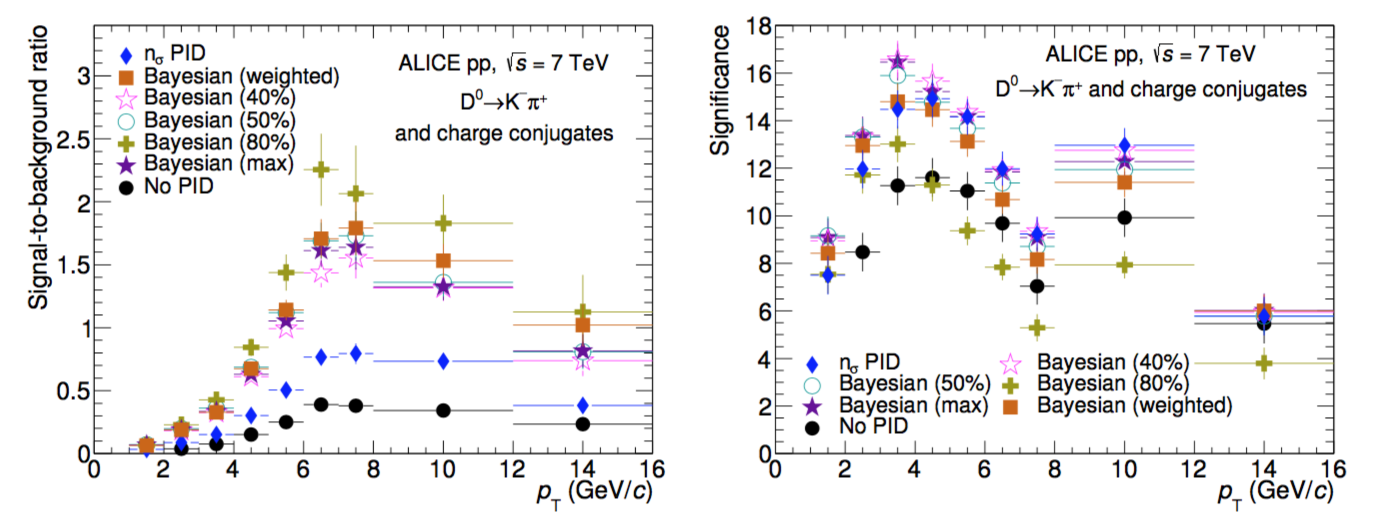 Signal-to-background ratio
3
2.5
2
1.5
1
0.5
0
n_σ PID
Bayesian (weighted)
Bayesian (40%)
Bayesian (50%)
Bayesian (80%)
Bayesian (max)
No PID
ALICE pp, √s = 7 TeV
D⁰→K⁻π⁺
and charge conjugates
0 2 4 6 8 10 12 14 16
p_T (GeV/c)
Significance
18
16
14
12
10
8
6
4
2
0
ALICE pp, √s = 7 TeV
D⁰→K⁻π⁺ and charge conjugates
n_σ PID Bayesian (40%)
Bayesian (50%) Bayesian (80%)
Bayesian (max) Bayesian (weighted)
No PID
0 2 4 6 8 10 12 14 16
p_T (GeV/c)